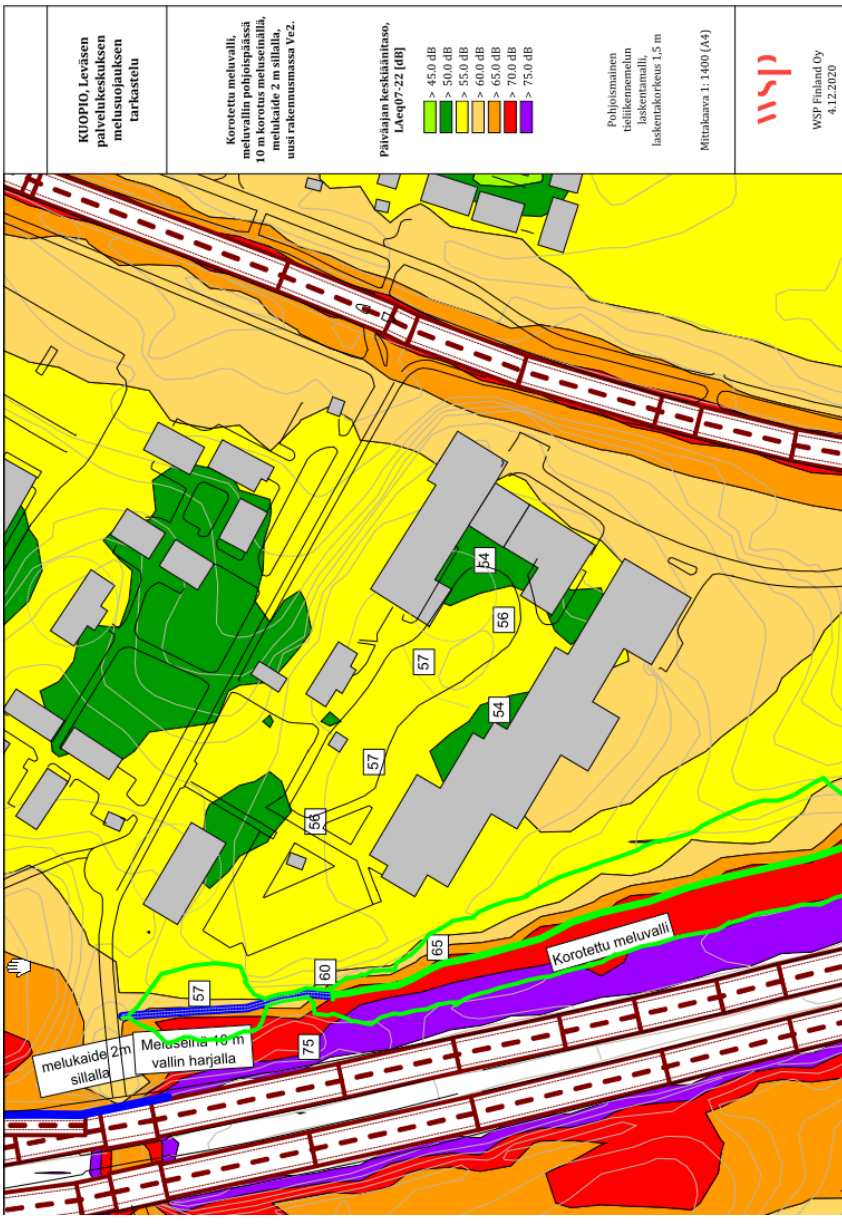 KUOPIO, Leväsen
palvelukeskuksen
melusuojauksen
tarkastelu
Korotettu meluvalli,
meluvallin pohjoispäässä
10 m korotus meluseinällä,
melukaide 2 m sillalla,
uusi rakennusmassa Ve2.
Päiväajan keskiäänitaso,
LAeq07-22 [dB]
> 45.0 dB
> 50.0 dB
> 55.0 dB
> 60.0 dB
> 65.0 dB
> 70.0 dB
> 75.0 dB
Pohjoismainen
tieliikennemelun
laskentamalli,
laskentakorkeus 1,5 m
Mittakaava 1: 1400 (A4)
wsp
WSP Finland Oy
4.12.2020
54
56
57
54
57
56
65
60
57
75
Korotettu meluvalli
melukaide 2m
sillalla
Meluseinä 10 m
vallin harjalla